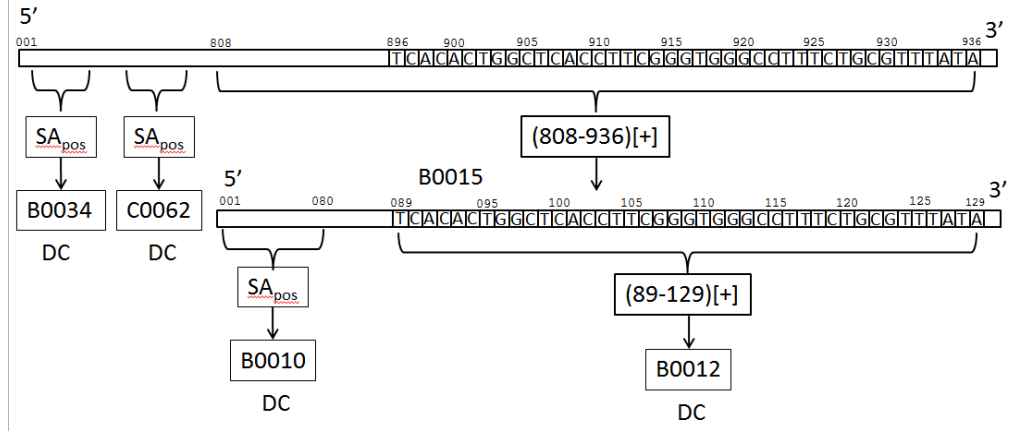 5’
3’
001 808 896 900 905 910 915 920 925 930 936
TCACACTGGCTCACCTTCGGGTGGGCCTTTCTGCGTTTATA
SApos SApos (808-936)[+]
5’ B0015 3’
B0034 C0062
001 080 089 095 100 105 110 115 120 125 129
TCACACTGGCTCACCTTCGGGTGGGCCTTTCTGCGTTTATA
DC DC
SApos (89-129)[+]
B0010 B0012
DC DC